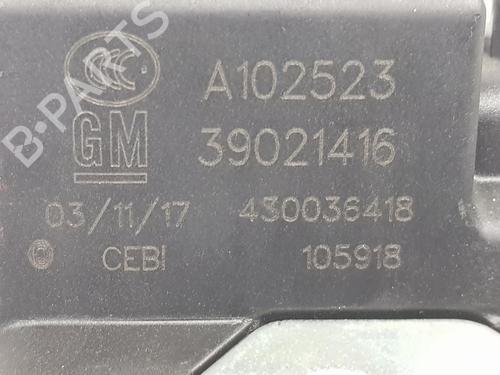 A102523
GM 39021416
03/11/17 430036418
CEBI 105918
B-PARTS